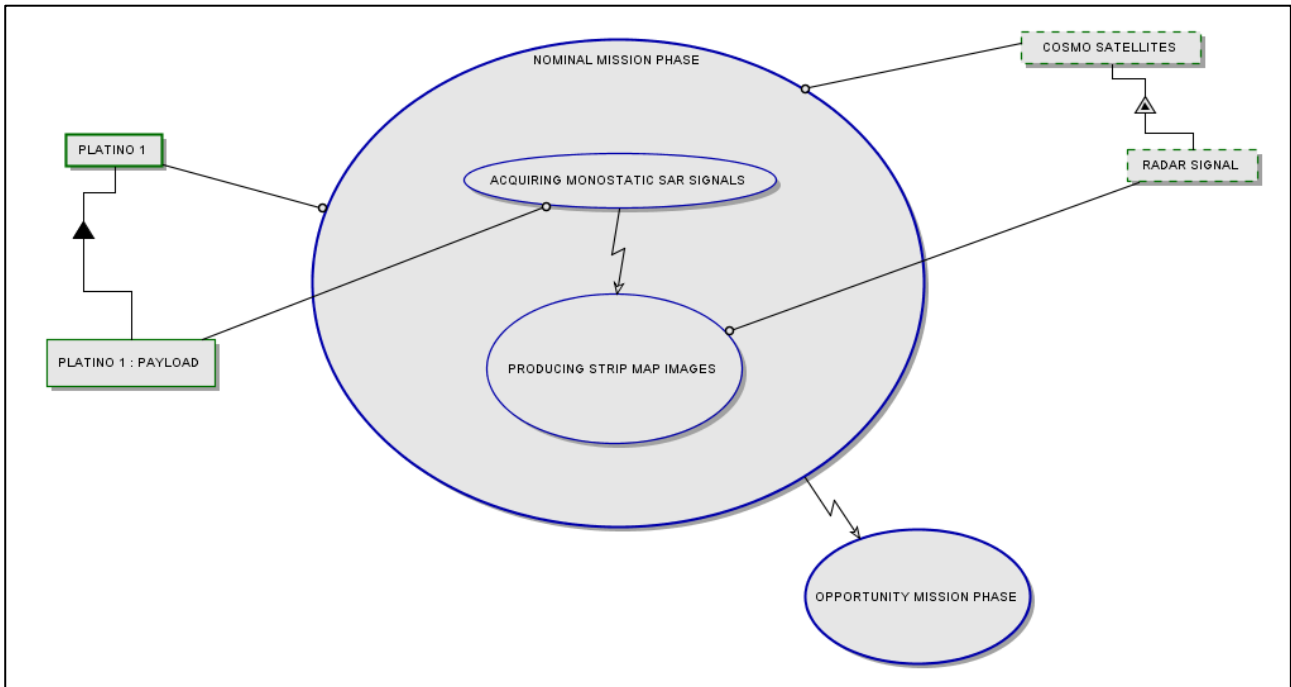 NOMINAL MISSION PHASE
COSMO SATELLITES
PLATINO 1
RADAR SIGNAL
ACQUIRING MONOSTATIC SAR SIGNALS
PLATINO 1 : PAYLOAD
PRODUCING STRIP MAP IMAGES
OPPORTUNITY MISSION PHASE